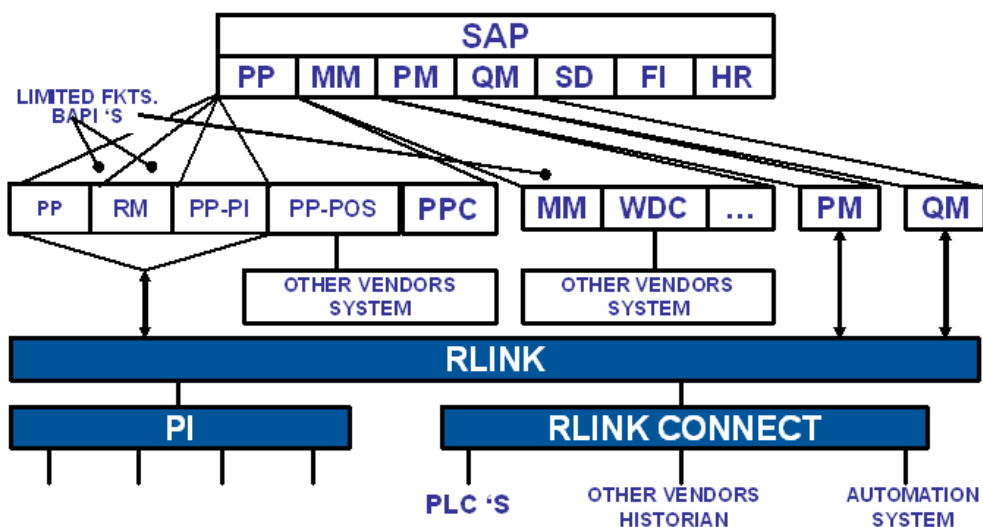 SAP
PP MM PM QM SD FI HR
LIMITED FKTS.
BAPI ‘S
PP RM PP-PI PP-POS PPC
MM WDC ... PM QM
OTHER VENDORS
SYSTEM
OTHER VENDORS
SYSTEM
RLINK
PI
RLINK CONNECT
PLC ‘S
OTHER VENDORS
HISTORIAN
AUTOMATION
SYSTEM